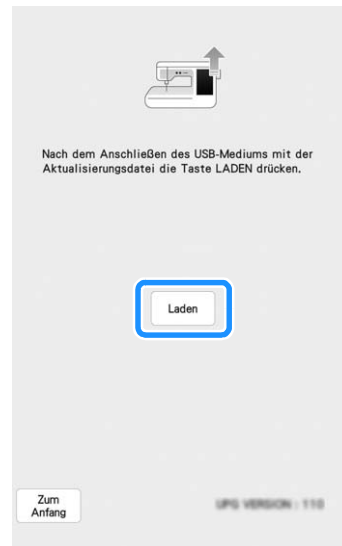 Nach dem Anschließen des USB-Mediums mit der
Aktualisierungsdatei die Taste LADEN drücken.
Laden
Zum
Anfang
UPG VERSION : 110